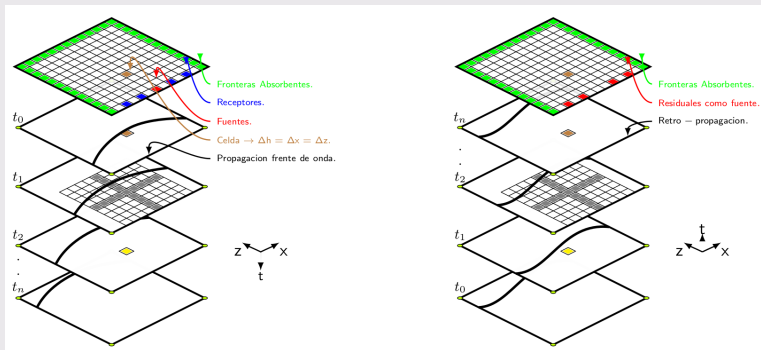 Fronteras Absorbentes.
Receptores.
t0
Fuentes.
Celda → Δh = Δx = Δz.
Propagacion frente de onda.
t1
t2
.
.
tn
z
x
t
Fronteras Absorbentes.
Residuales como fuente.
tn
Retro − propagacion.
.
.
t2
t1
t0
t
z
x